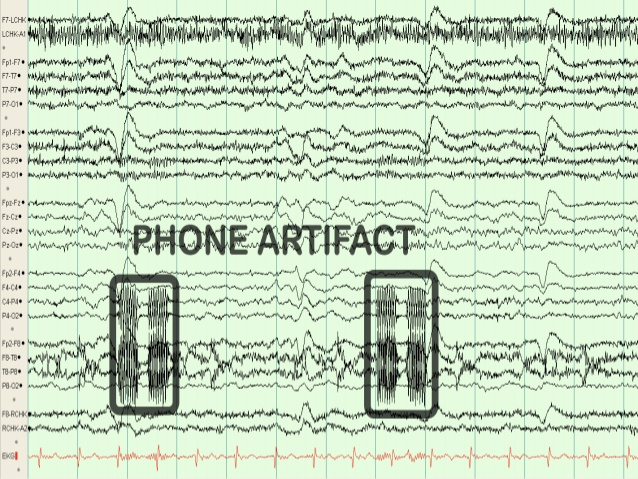 F7-LCHK
LCHK-A1
Fp1-F7
F7-T7
T7-P7
P7-O1
Fp1-F3
F3-C3
C3-P3
P3-O1
Fpz-Fz
Fz-Cz
Cz-Pz
Pz-Oz
PHONE ARTIFACT
Fp2-F4
F4-C4
C4-P4
P4-O2
Fp2-F8
F8-T8
T8-P8
P8-O2
F8-RCHK
RCHK-A2
EKG